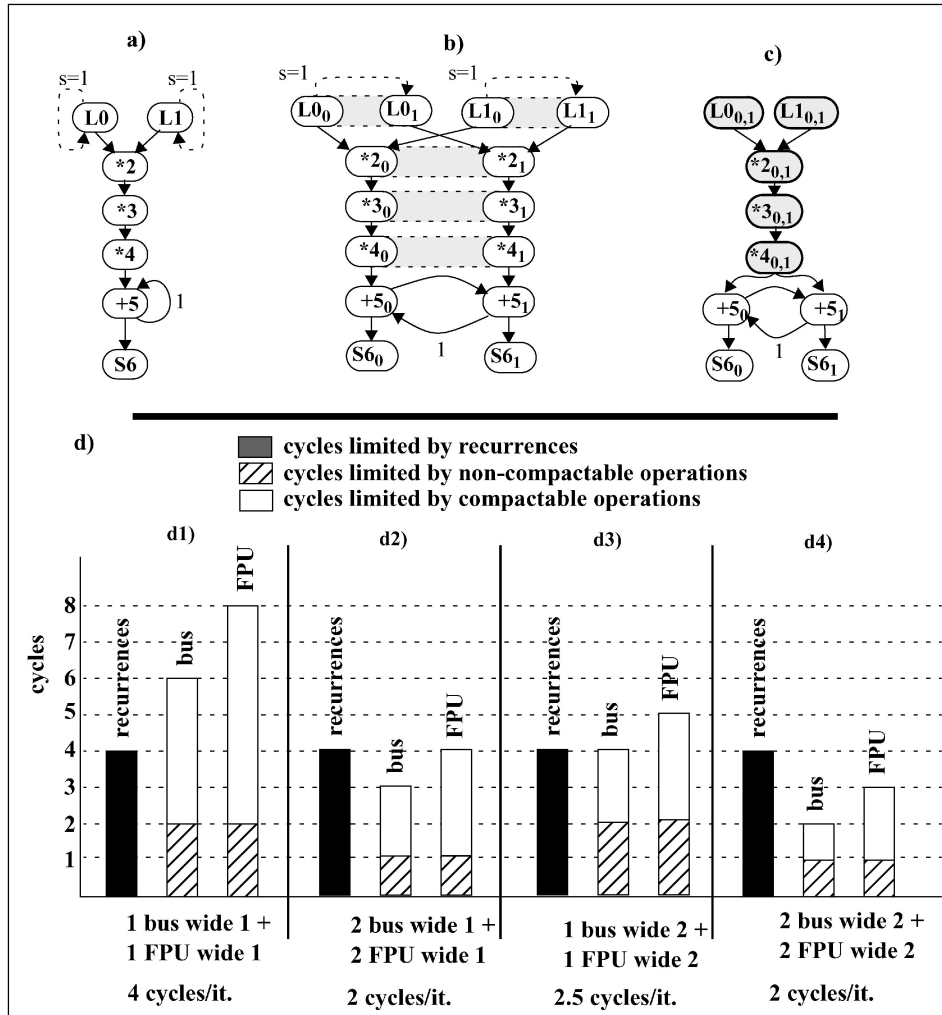 a)
b)
c)
s=1
s=1
s=1
s=1
L0
L1
L0₀
L0₁
L1₀
L1₁
L0₀,₁
L1₀,₁
*2
*2₀
*2₁
*2₀,₁
*3
*3₀
*3₁
*3₀,₁
*4
*4₀
*4₁
*4₀,₁
+5
1
+5₀
+5₁
+5₀
+5₁
1
1
S6
S6₀
S6₁
S6₀
S6₁
d)
cycles limited by recurrences
cycles limited by non-compactable operations
cycles limited by compactable operations
d1)
d2)
d3)
d4)
cycles
8
7
6
5
4
3
2
1
recurrences
bus
FPU
recurrences
bus
FPU
recurrences
bus
FPU
recurrences
bus
FPU
1 bus wide 1 +
1 FPU wide 1
4 cycles/it.
2 bus wide 1 +
2 FPU wide 1
2 cycles/it.
1 bus wide 2 +
1 FPU wide 2
2.5 cycles/it.
2 bus wide 2 +
2 FPU wide 2
2 cycles/it.